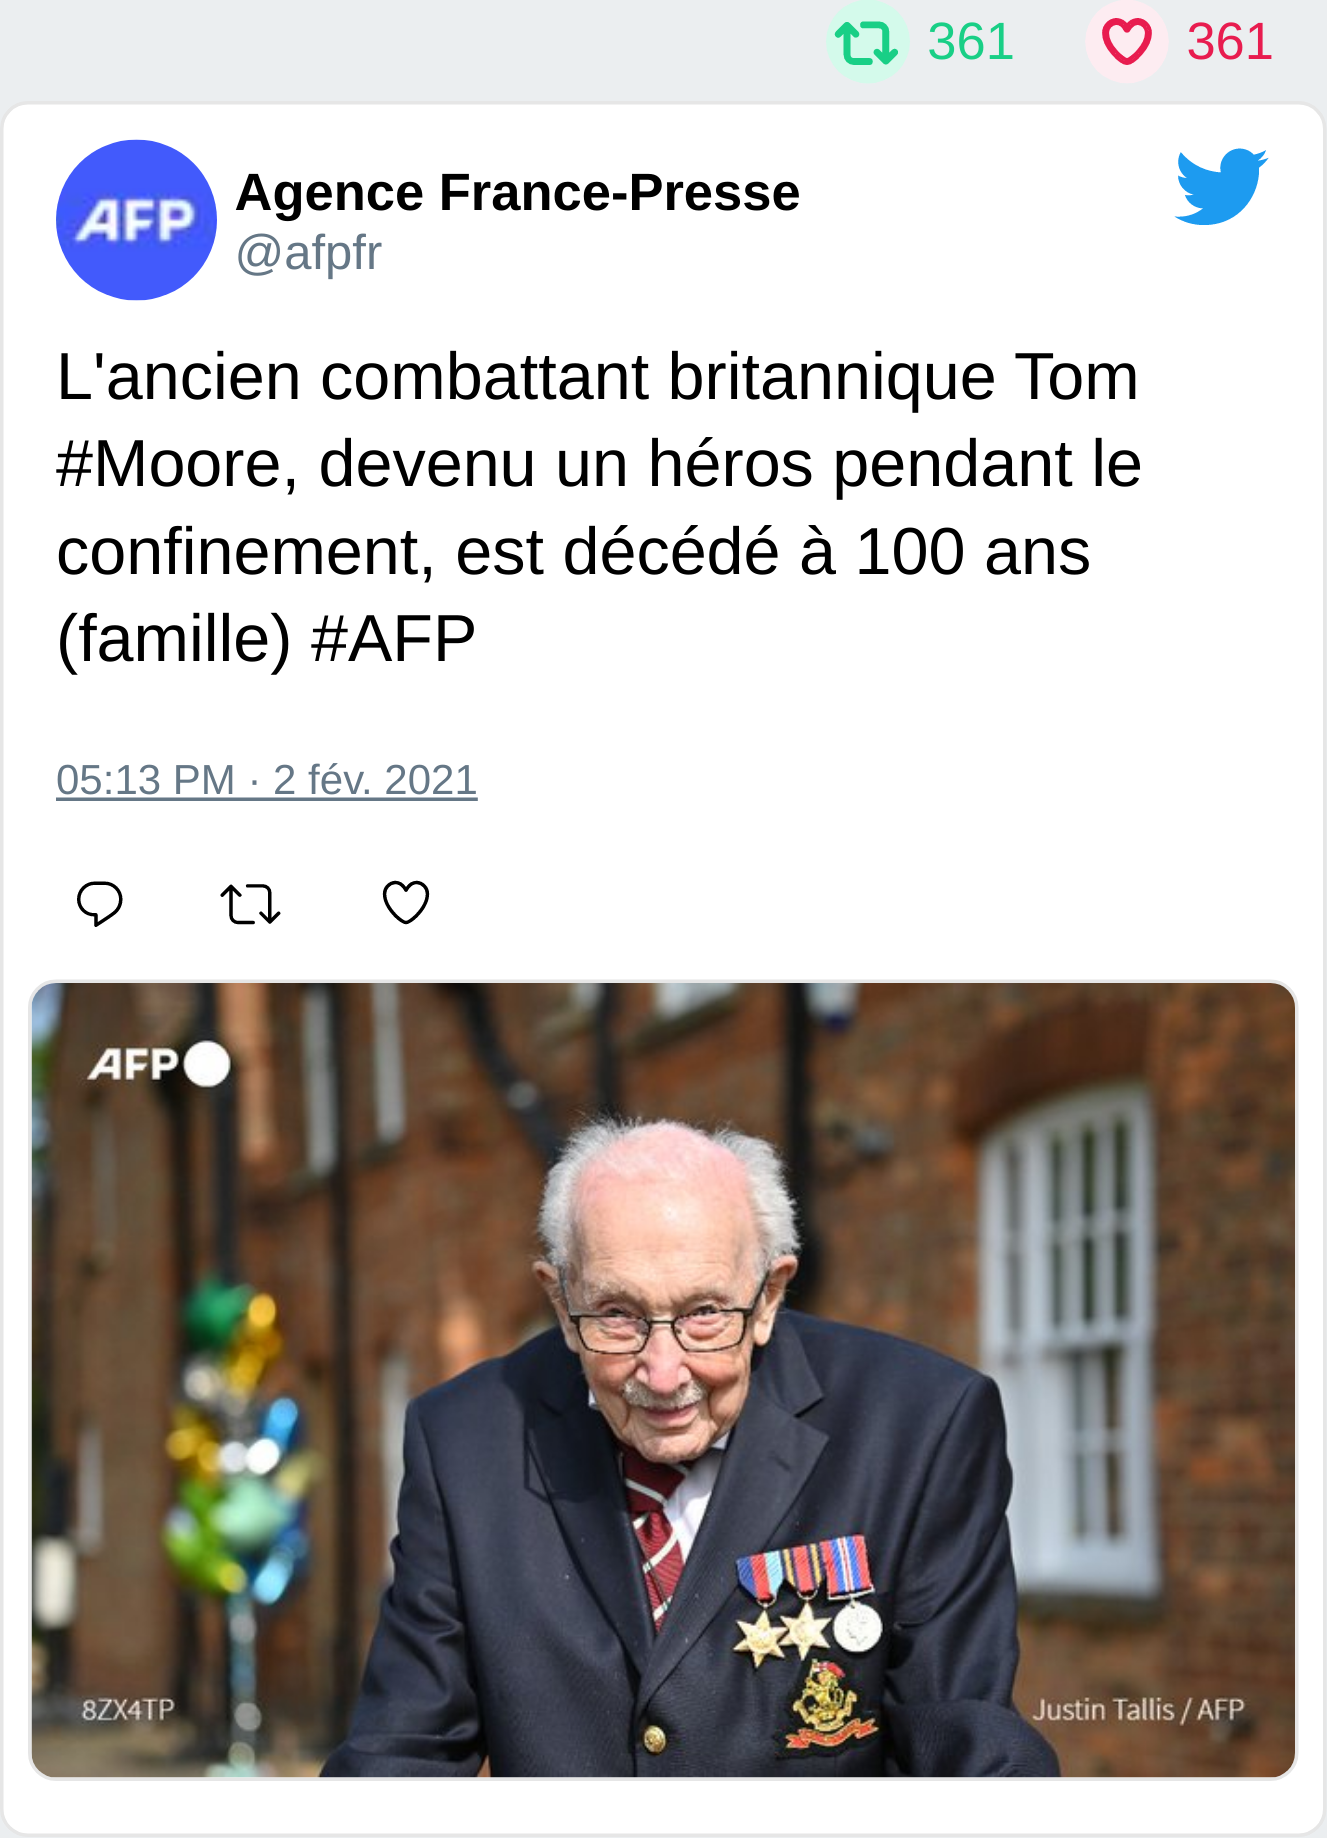 361 361
AFP
Agence France-Presse
@afpfr
L'ancien combattant britannique Tom
#Moore, devenu un héros pendant le
confinement, est décédé à 100 ans
(famille) #AFP
05:13 PM · 2 fév. 2021
AFP
8ZX4TP
Justin Tallis / AFP